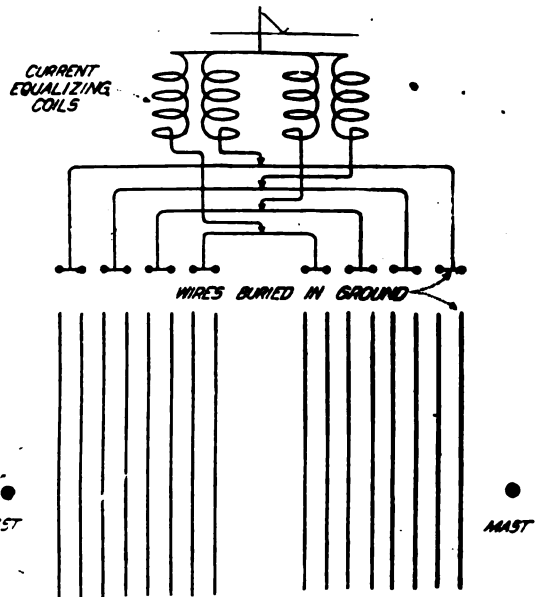 CURRENT
EQUALIZING
COILS
WIRES BURIED IN GROUND
MAST